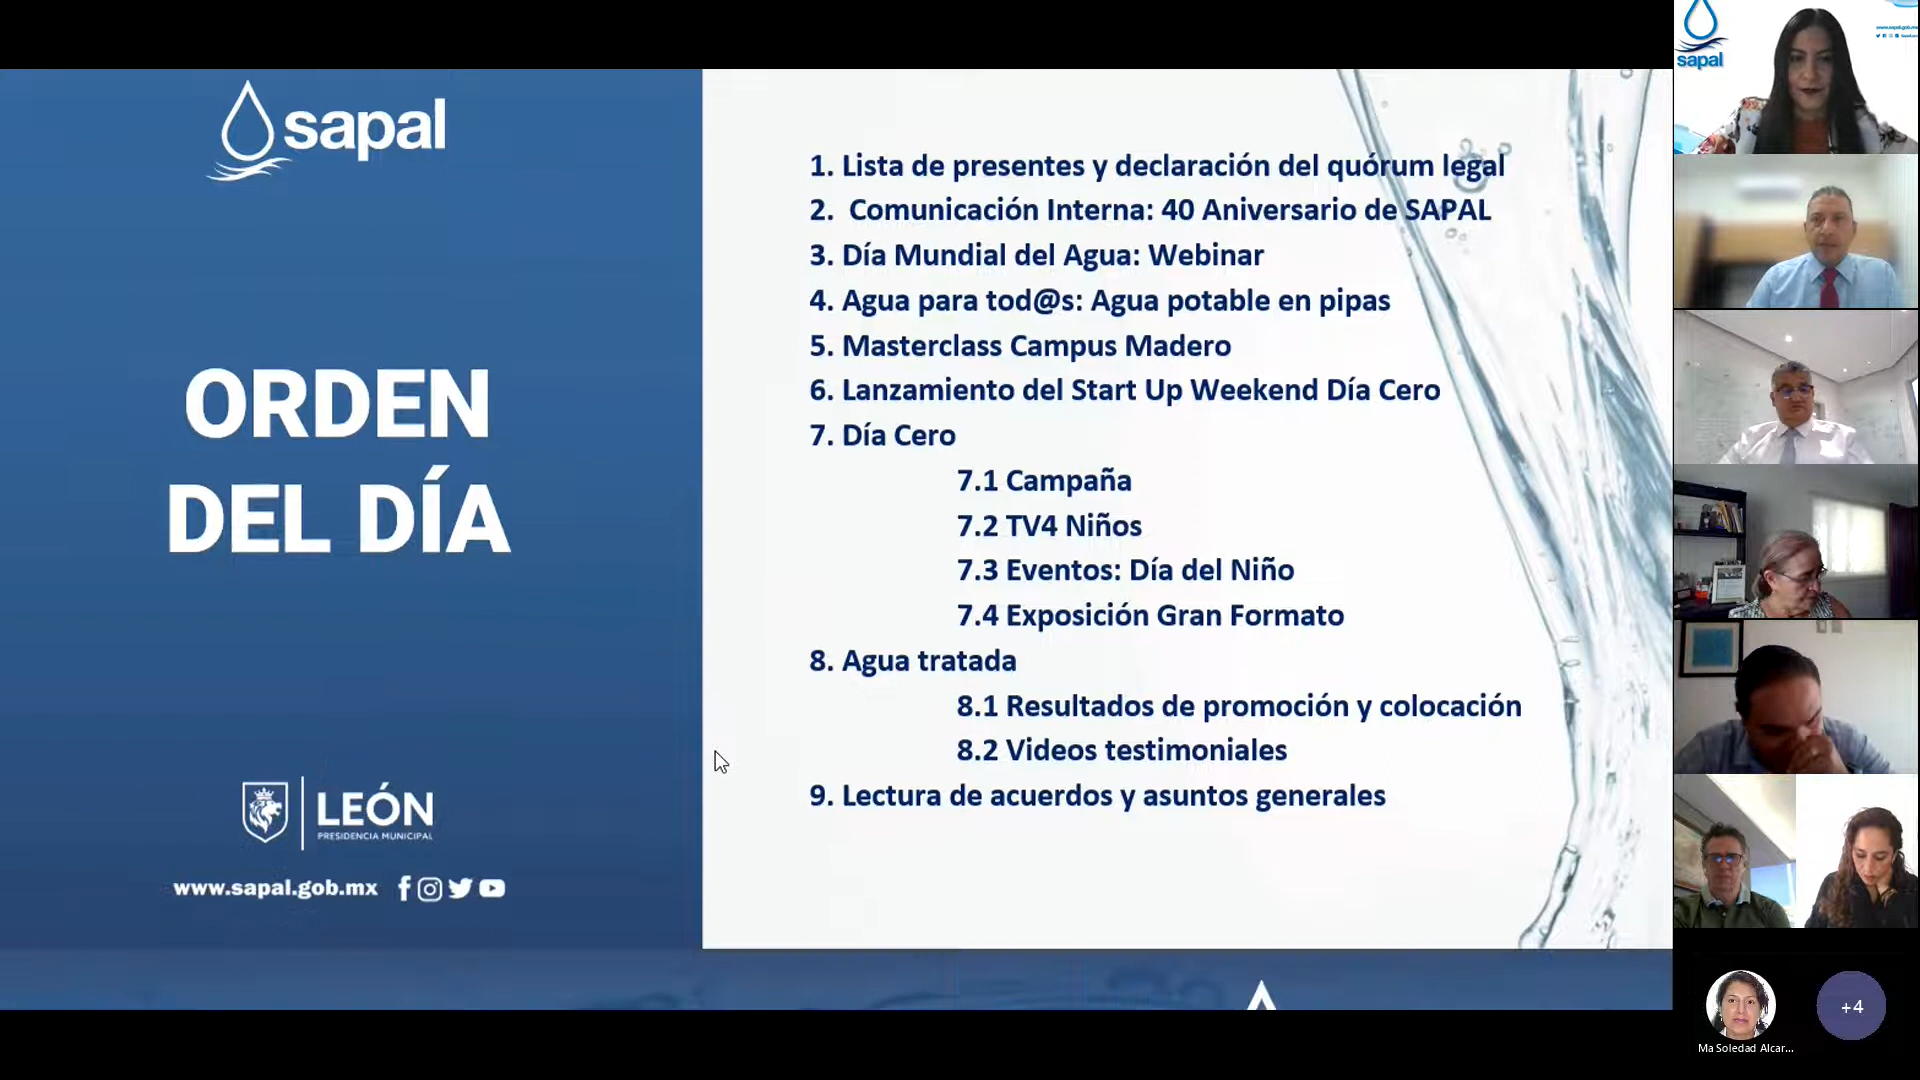 sapal
ORDEN
DEL DÍA
LEÓN
PRESIDENCIA MUNICIPAL
www.sapal.gob.mx
1. Lista de presentes y declaración del quórum legal
2. Comunicación Interna: 40 Aniversario de SAPAL
3. Día Mundial del Agua: Webinar
4. Agua para tod@s: Agua potable en pipas
5. Masterclass Campus Madero
6. Lanzamiento del Start Up Weekend Día Cero
7. Día Cero
7.1 Campaña
7.2 TV4 Niños
7.3 Eventos: Día del Niño
7.4 Exposición Gran Formato
8. Agua tratada
8.1 Resultados de promoción y colocación
8.2 Videos testimoniales
9. Lectura de acuerdos y asuntos generales
sapal
Ma Soledad Alcar...
+4